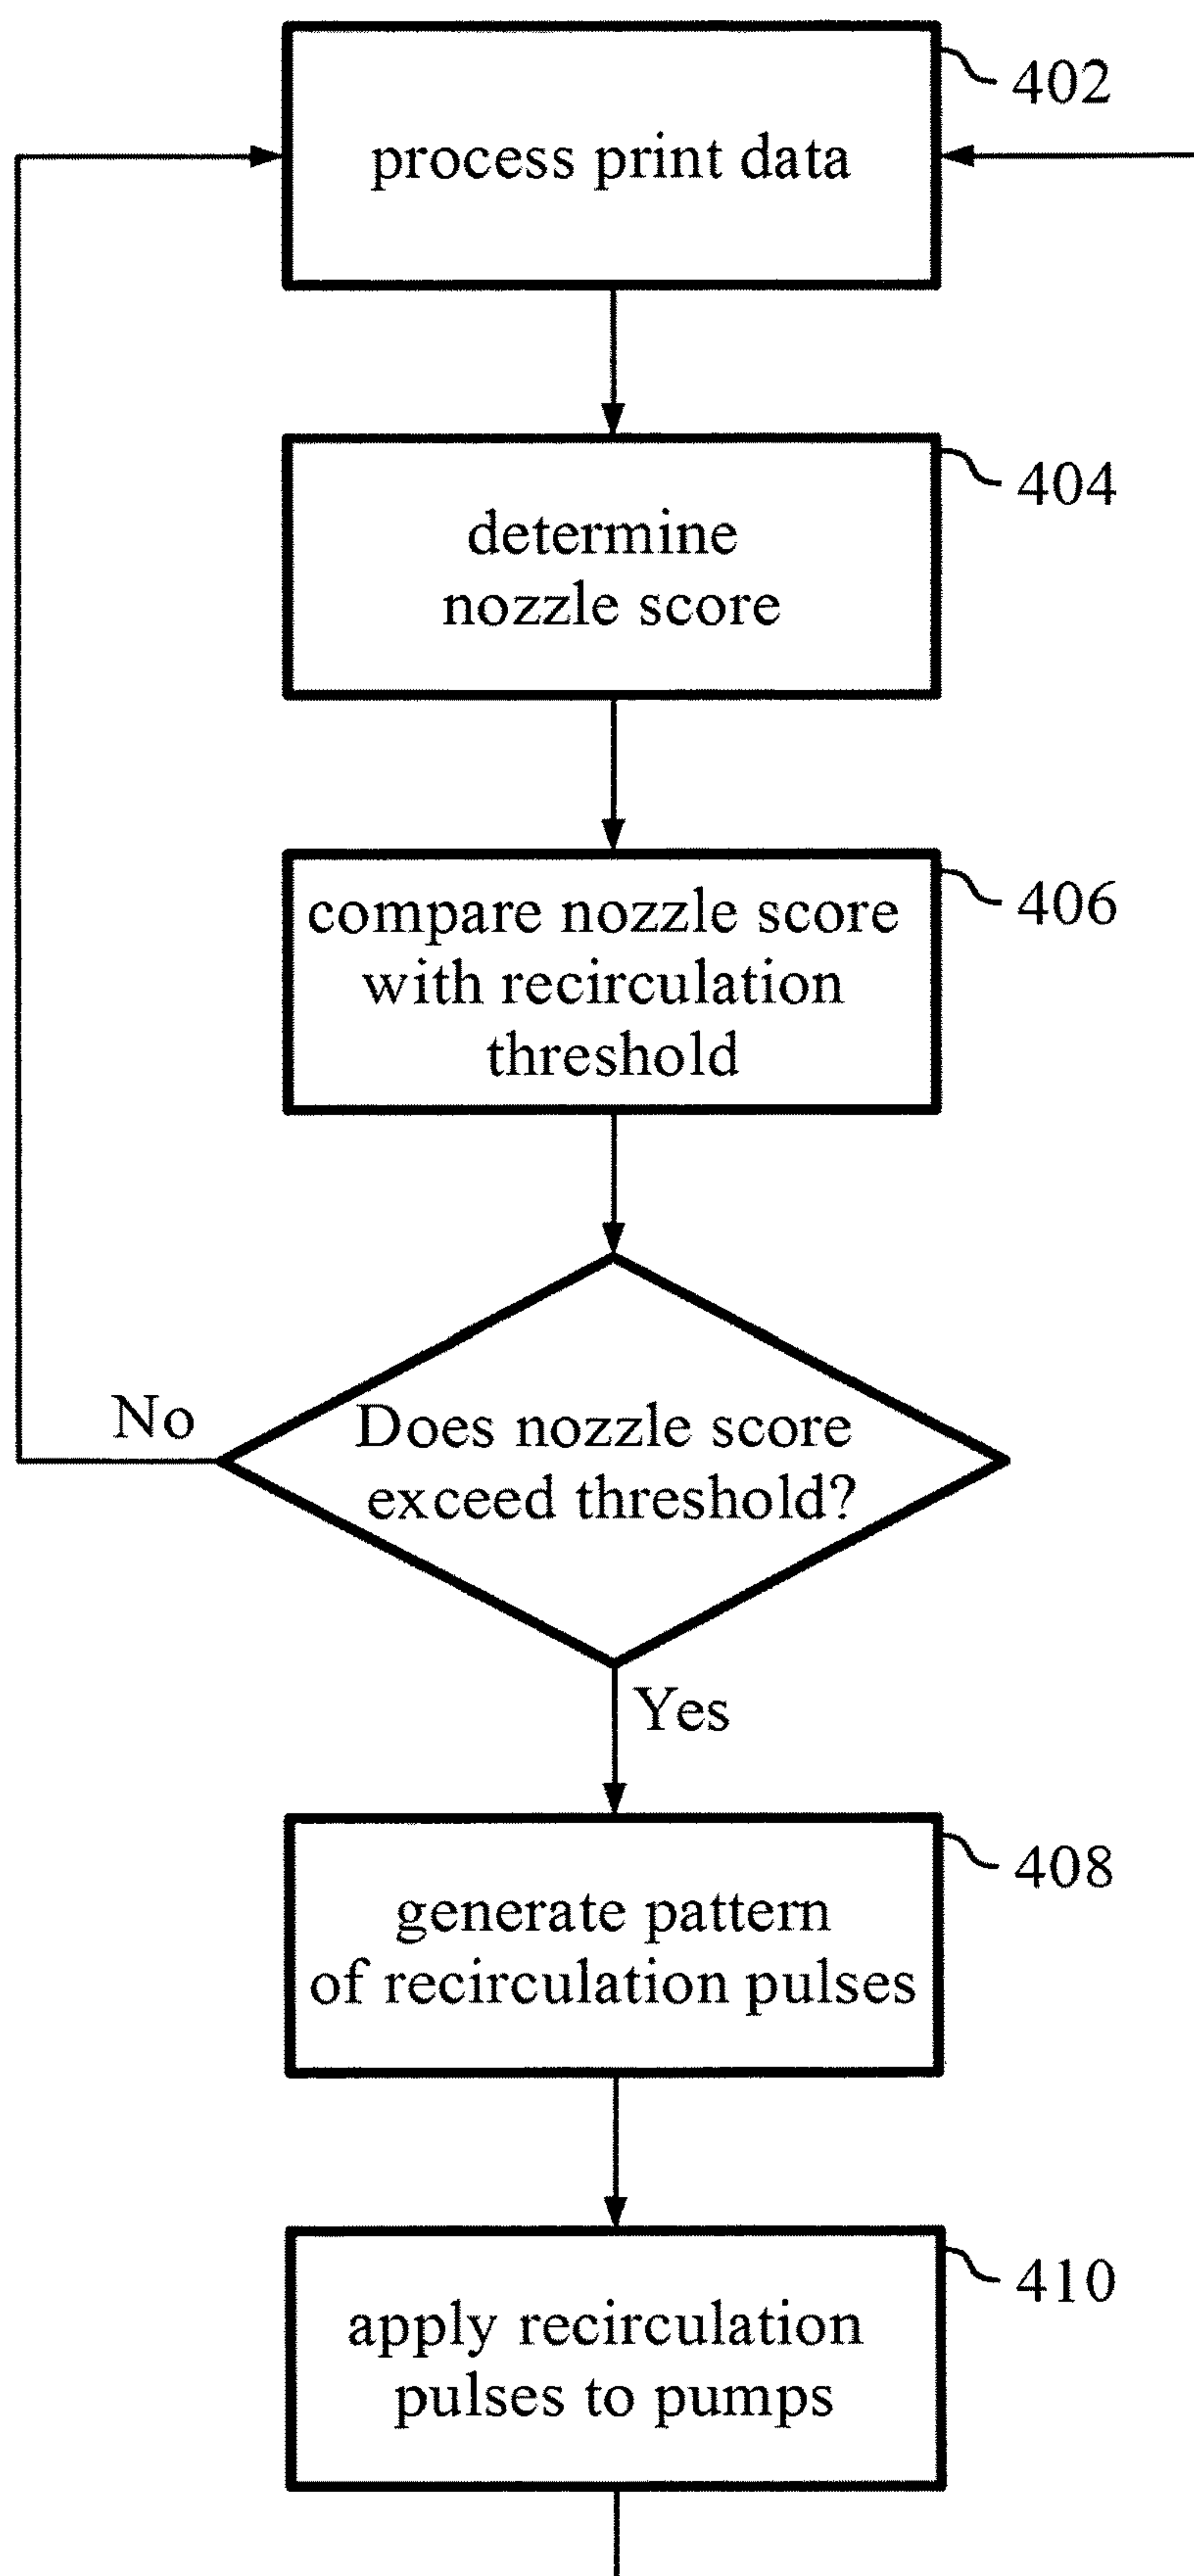 402
process print data
404
determine
nozzle score
406
compare nozzle score
with recirculation
threshold
No
Does nozzle score
exceed threshold?
Yes
408
generate pattern
of recirculation pulses
410
apply recirculation
pulses to pumps